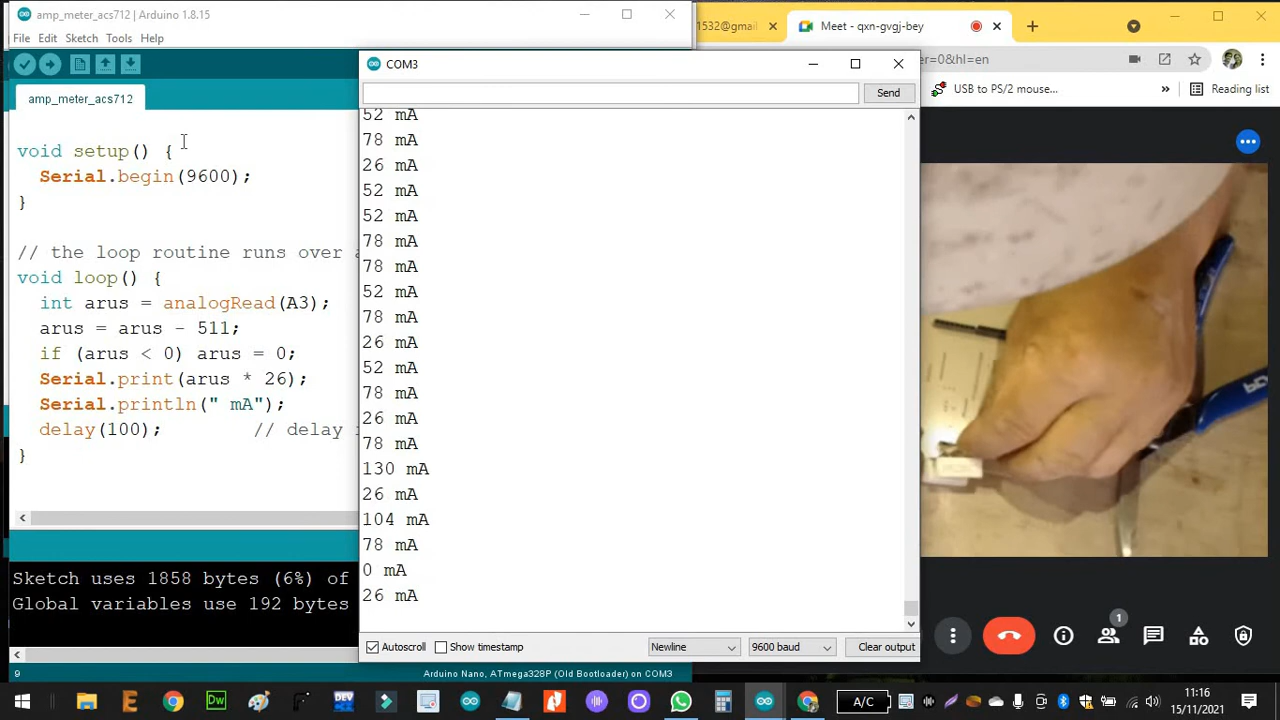 amp_meter_acs712 | Arduino 1.8.15
File Edit Sketch Tools Help
amp_meter_acs712
void setup() {
Serial.begin(9600);
}
// the loop routine runs over
void loop() {
int arus = analogRead(A3);
arus = arus - 511;
if (arus < 0) arus = 0;
Serial.print(arus * 26);
Serial.println(" mA");
delay(100); // delay
}
Sketch uses 1858 bytes (6%) of
Global variables use 192 bytes
9
Arduino Nano, ATmega328P (Old Bootloader) on COM3
COM3
Send
52 mA
78 mA
26 mA
52 mA
52 mA
78 mA
78 mA
52 mA
78 mA
26 mA
52 mA
78 mA
26 mA
78 mA
130 mA
26 mA
104 mA
78 mA
0 mA
26 mA
Autoscroll Show timestamp Newline 9600 baud Clear output
1532@gmail
Meet - qxn-gvgj-bey
er=0&hl=en
USB to PS/2 mouse... » Reading list
1
Dw
DEV
A/C
11:16
15/11/2021